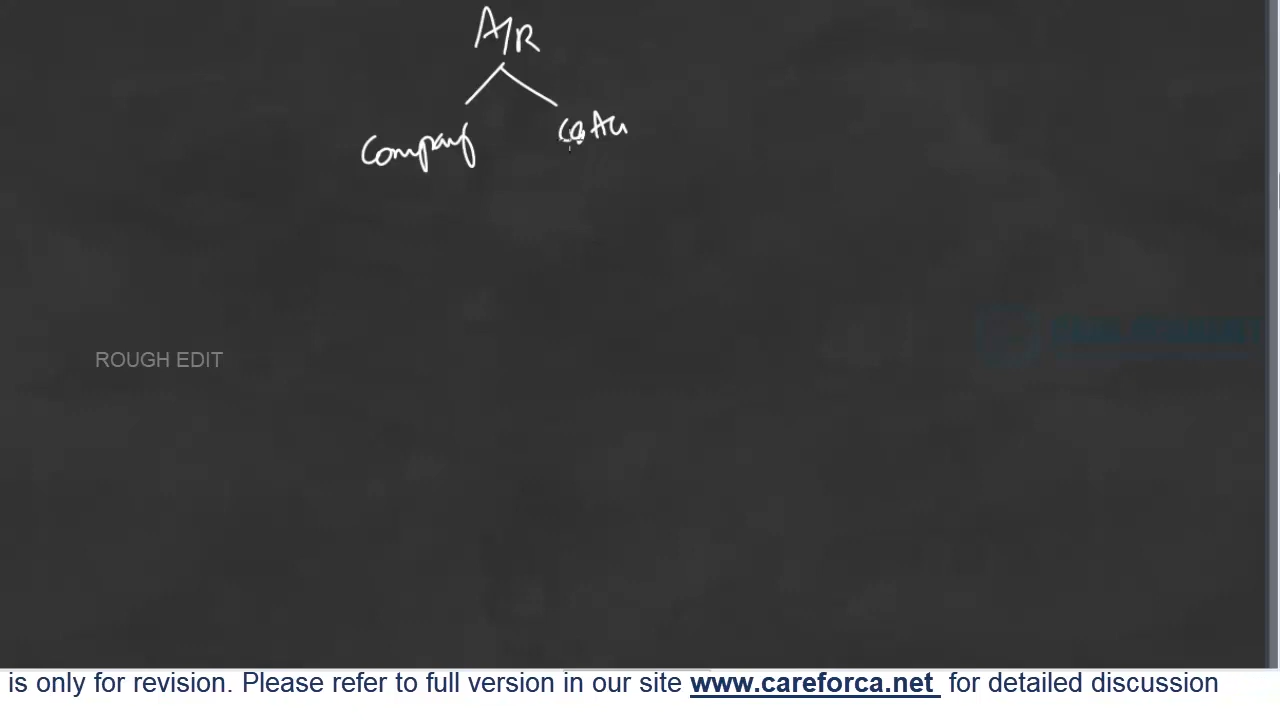 A/R
Company
ROUGH EDIT
is only for revision. Please refer to full version in our site www.careforca.net for detailed discussion